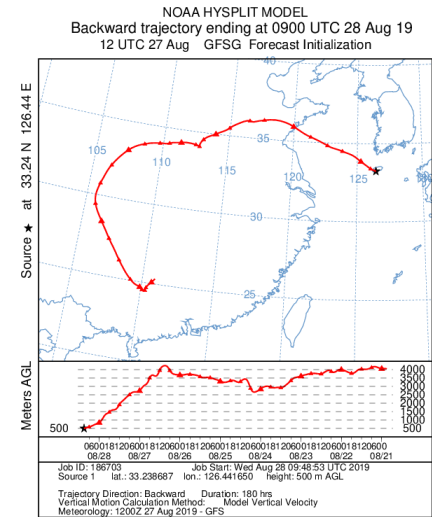 NOAA HYSPLIT MODEL
Backward trajectory ending at 0900 UTC 28 Aug 19
12 UTC 27 Aug GFSG Forecast Initialization
Source ★ at 33.24 N 126.44 E
40
105
110
115
120
125
35
30
25
Meters AGL
500
4000
3500
3000
2500
2000
1500
1000
500
0600181206001812060018120600181206001812060018120600181206 00
08/28 08/27 08/26 08/25 08/24 08/23 08/22 08/21
Job ID: 186703 Job Start: Wed Aug 28 09:48:53 UTC 2019
Source 1 lat.: 33.238687 lon.: 126.441650 height: 500 m AGL
Trajectory Direction: Backward Duration: 180 hrs
Vertical Motion Calculation Method: Model Vertical Velocity
Meteorology: 1200Z 27 Aug 2019 - GFS